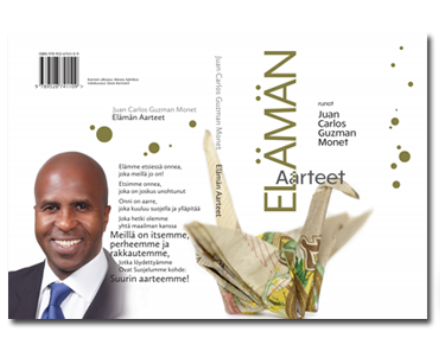 Juan Carlos Guzman Monet
Elämän Aarteet
Elämme etsiessä onnea,
joka meillä jo on!
Etsimme onnea,
joka on joskus unohtunut
Onni on aarre,
joka kuuluu suojella ja ylläpitää
Joka hetki elemme
yhtä maailman kanssa
Meillä on itsemme,
perheemme ja
rakkautemme,
Jotka löydettyämme
Ovat Suojelumme kohde:
Suurin aarteemme!
Juan Carlos Guzman Monet
Elämän Aarteet
ELÄMÄN
Aarteet
runot
Juan
Carlos
Guzman
Monet